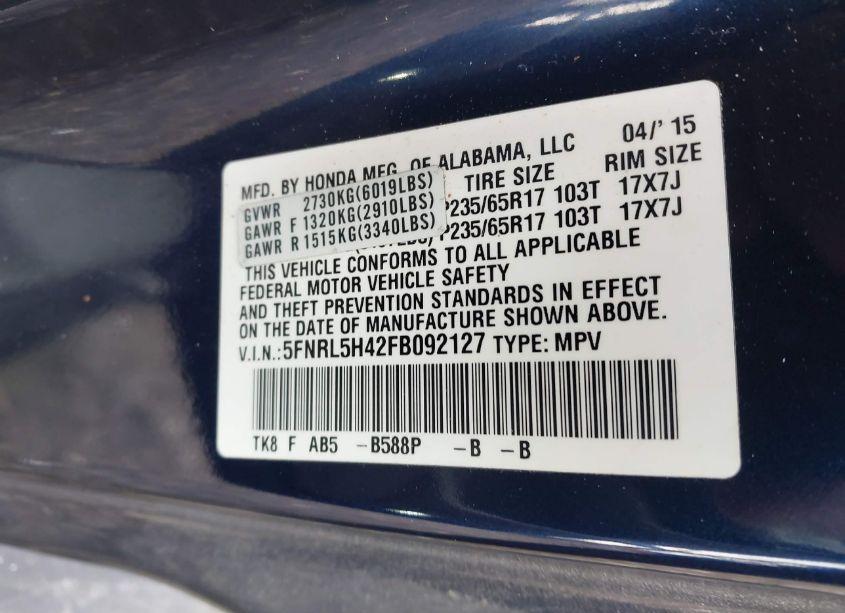 MFD. BY HONDA MFG. OF ALABAMA, LLC 04/' 15
TIRE SIZE RIM SIZE
GVWR 2730KG(6019LBS)
GAWR F 1320KG(2910LBS) P235/65R17 103T 17X7J
GAWR R 1515KG(3340LBS) P235/65R17 103T 17X7J
THIS VEHICLE CONFORMS TO ALL APPLICABLE
FEDERAL MOTOR VEHICLE SAFETY
AND THEFT PREVENTION STANDARDS IN EFFECT
ON THE DATE OF MANUFACTURE SHOWN ABOVE.
V.I.N.:5FNRL5H42FB092127 TYPE: MPV
TK8 F AB5 -B588P -B -B